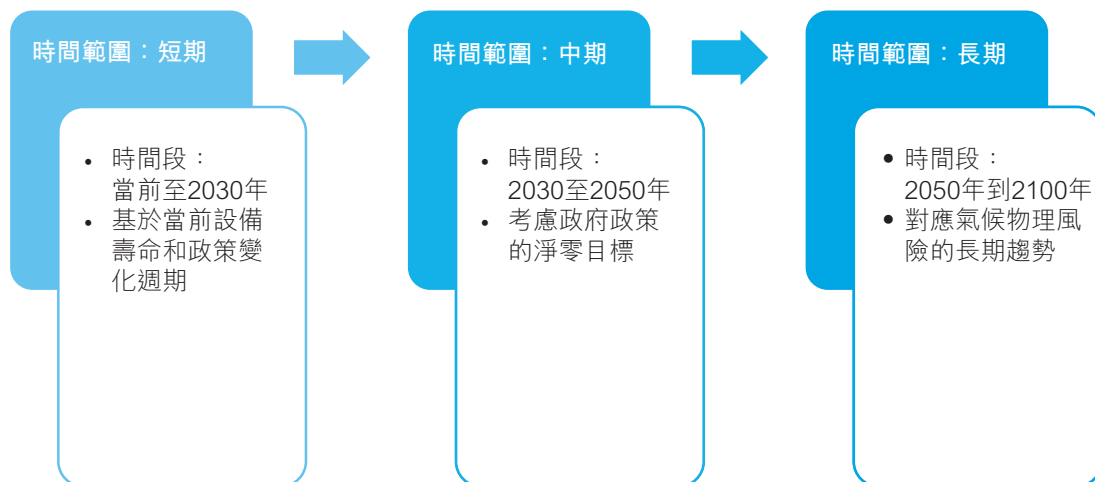 時間範圍：短期
• 時間段：
當前至2030年
• 基於當前設備
壽命和政策變
化週期
時間範圍：中期
• 時間段：
2030至2050年
• 考慮政府政策
的淨零目標
時間範圍：長期
• 時間段：
2050年到2100年
• 對應氣候物理風
險的長期趨勢